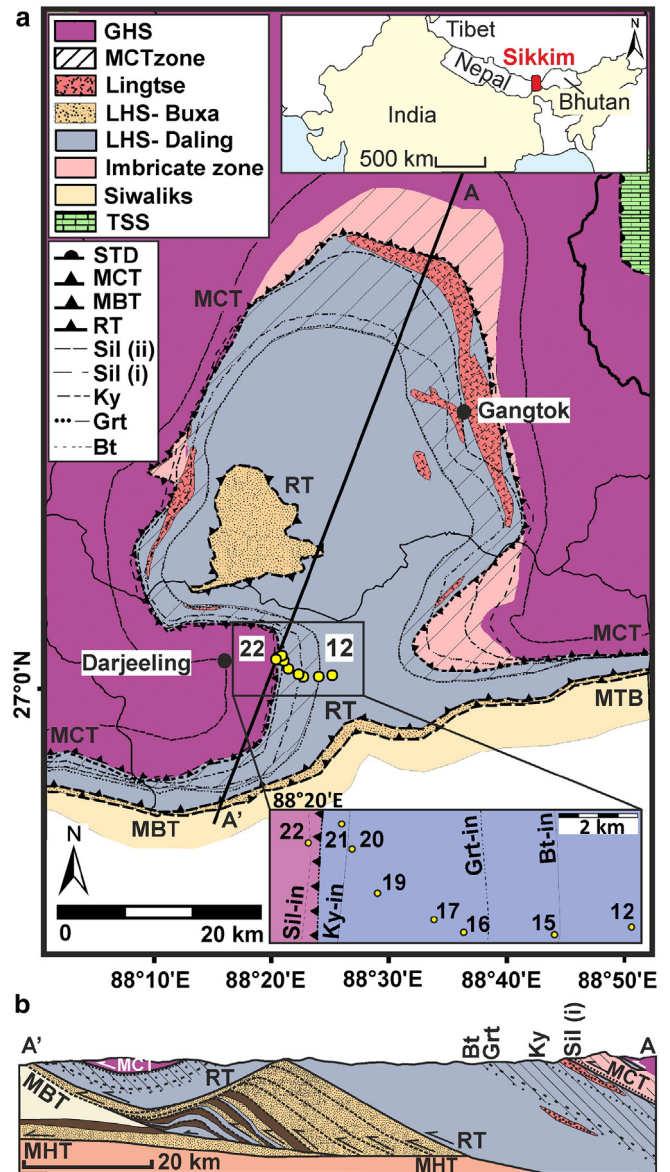 a
GHS
MCTzone
Lingtse
LHS- Buxa
LHS- Daling
Imbricate zone
Siwaliks
TSS
STD
MCT
MBT
RT
Sil (ii)
Sil (i)
Ky
Grt
Bt
Tibet
N
Sikkim
Nepal
Bhutan
India
500 km
A
MCT
Gangtok
RT
22
12
MCT
Darjeeling
27°0'N
RT
MTB
MCT
MBT
A'
88°20'E
N
2 km
22
21
20
Grt-in
Bt-in
19
Sil-in
Ky-in
17
16
15
12
0
20 km
88°10'E
88°20'E
88°30'E
88°40'E
88°50'E
b
A'
Bt
Grt
Ky
Sil (i)
A
MCT
RT
MCT
MBT
RT
MHT
20 km
MHT